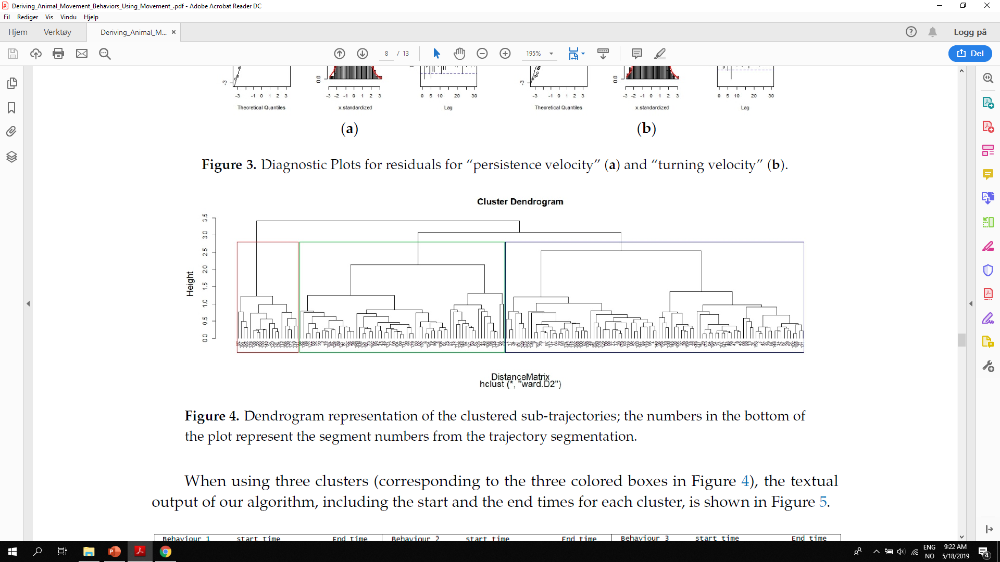 Deriving_Animal_Movement_Behaviors_Using_Movement_.pdf - Adobe Acrobat Reader DC
Fil Rediger Vis Vindu Hjelp
Hjem Verktøy Deriving_Animal_M... × Logg på
8 / 13 195% Del
-3 0.0 -3 0.0
-3 -1 0 1 2 3 -3 -2 -1 0 1 2 3 0 5 10 20 30 -3 -1 0 1 2 3 -3 -2 -1 0 1 2 3 0 5 10 20 30
Theoretical Quantiles x.standardized Lag Theoretical Quantiles x.standardized Lag
(a) (b)
Figure 3. Diagnostic Plots for residuals for “persistence velocity” (a) and “turning velocity” (b).
Cluster Dendrogram
Height
3.5
3.0
2.5
2.0
1.5
1.0
0.5
0.0
DistanceMatrix
hclust (*, "ward.D2")
Figure 4. Dendrogram representation of the clustered sub-trajectories; the numbers in the bottom of
the plot represent the segment numbers from the trajectory segmentation.
When using three clusters (corresponding to the three colored boxes in Figure 4), the textual
output of our algorithm, including the start and the end times for each cluster, is shown in Figure 5.
Behaviour 1 start time End time Behaviour 2 start time End time Behaviour 3 start time End time
ENG 9:22 AM
NO 5/18/2019 4